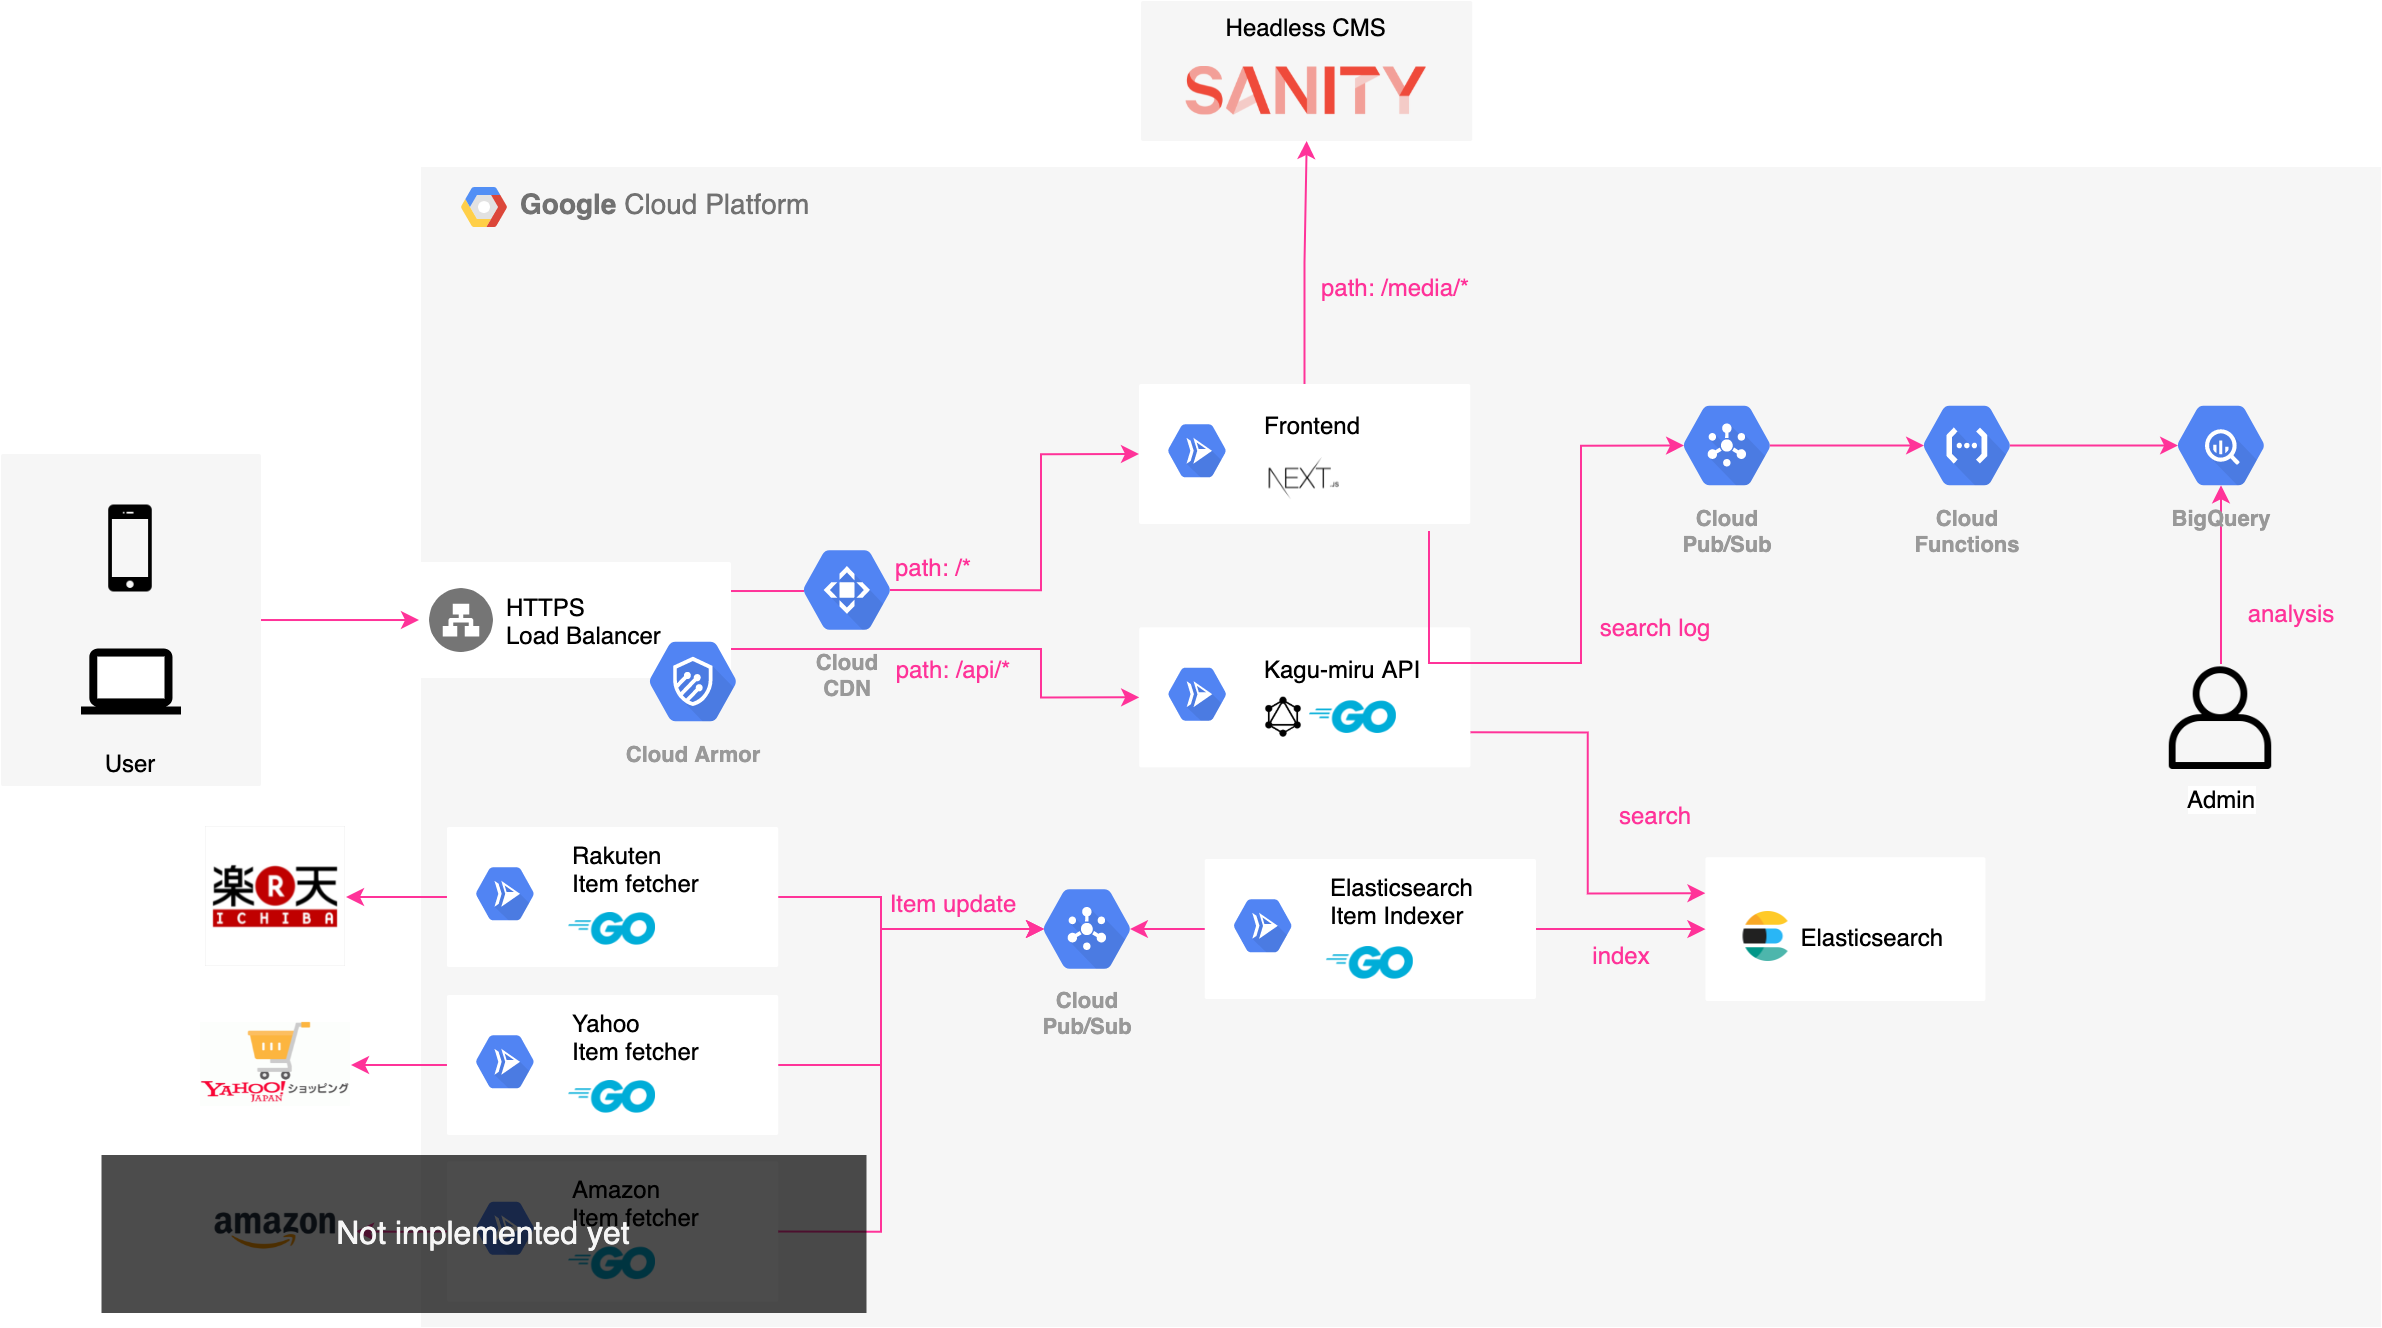 Headless CMS
SANITY
Google Cloud Platform
path: /media/*
Frontend
NEXT.JS
Cloud
Pub/Sub
Cloud
Functions
BigQuery
path: /*
HTTPS
Load Balancer
Cloud
CDN
path: /api/*
search log
analysis
Kagu-miru API
GO
User
Cloud Armor
Admin
search
楽R天
ICHIBA
Rakuten
Item fetcher
GO
Item update
Cloud
Pub/Sub
Elasticsearch
Item Indexer
GO
index
Elasticsearch
YAHOO!ショッピング
JAPAN
Yahoo
Item fetcher
GO
amazon
Amazon
Item fetcher
GO
Not implemented yet